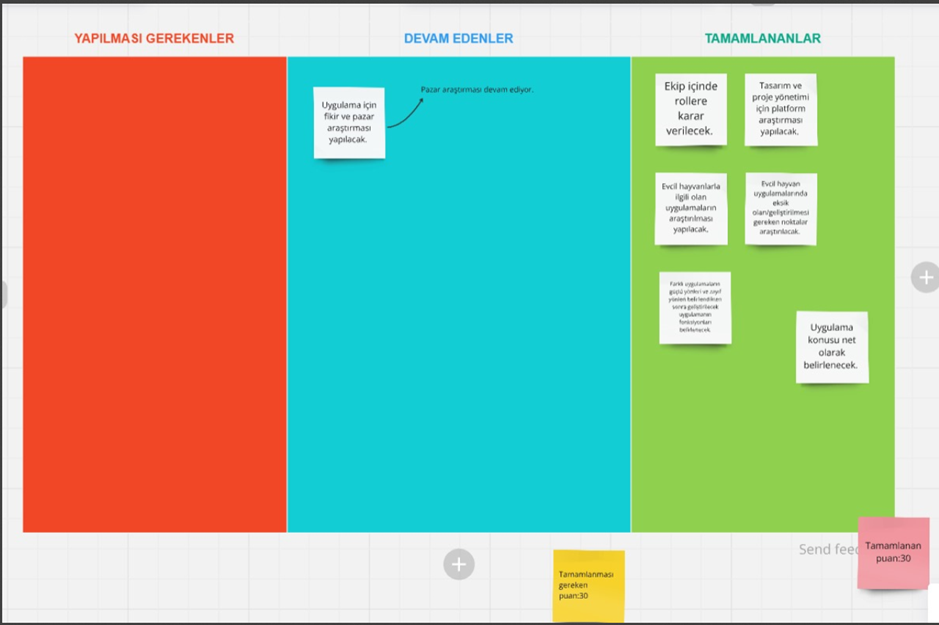 YAPILMASI GEREKENLER
DEVAM EDENLER
TAMAMLANANLAR
Uygulama için
fikir ve pazar
araştırması
yapılacak.
Pazar araştırması devam ediyor.
Ekip içinde
rollere
karar
verilecek.
Tasarım ve
proje yönetimi
için platform
araştırması
yapılacak.
Evcil hayvanlarla
ilgili olan
uygulamaların
araştırılması
yapılacak.
Evcil hayvan
uygulamalarında
eksik
olan/geliştirilmesi
gereken noktalar
araştırılacak.
Farklı uygulamaların
güçlü yönleri ve zayıf
yönleri belirlendikten
sonra geliştirilecek
uygulamanın
fonksiyonları
belirlenecek.
Uygulama
konusu net
olarak
belirlenecek.
Send feed
Tamamlanan
puan:30
Tamamlanması
gereken
puan:30